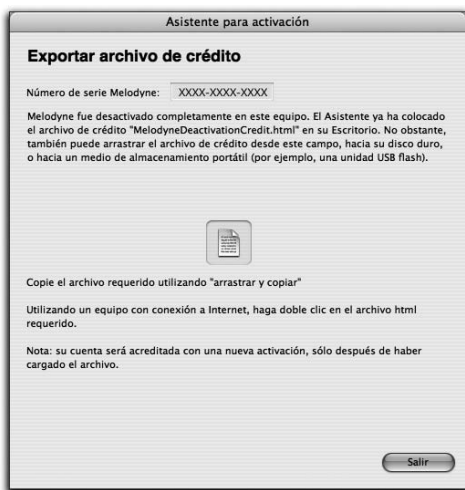 Asistente para activación
Exportar archivo de crédito
Número de serie Melodyne: XXXX-XXXX-XXXX
Melodyne fue desactivado completamente en este equipo. El Asistente ya ha colocado
el archivo de crédito "MelodyneDeactivationCredit.html" en su Escritorio. No obstante,
también puede arrastrar el archivo de crédito desde este campo, hacia su disco duro,
o hacia un medio de almacenamiento portátil (por ejemplo, una unidad USB flash).
Copie el archivo requerido utilizando "arrastrar y copiar"
Utilizando un equipo con conexión a Internet, haga doble clic en el archivo html
requerido.
Nota: su cuenta será acreditada con una nueva activación, sólo después de haber
cargado el archivo.
Salir